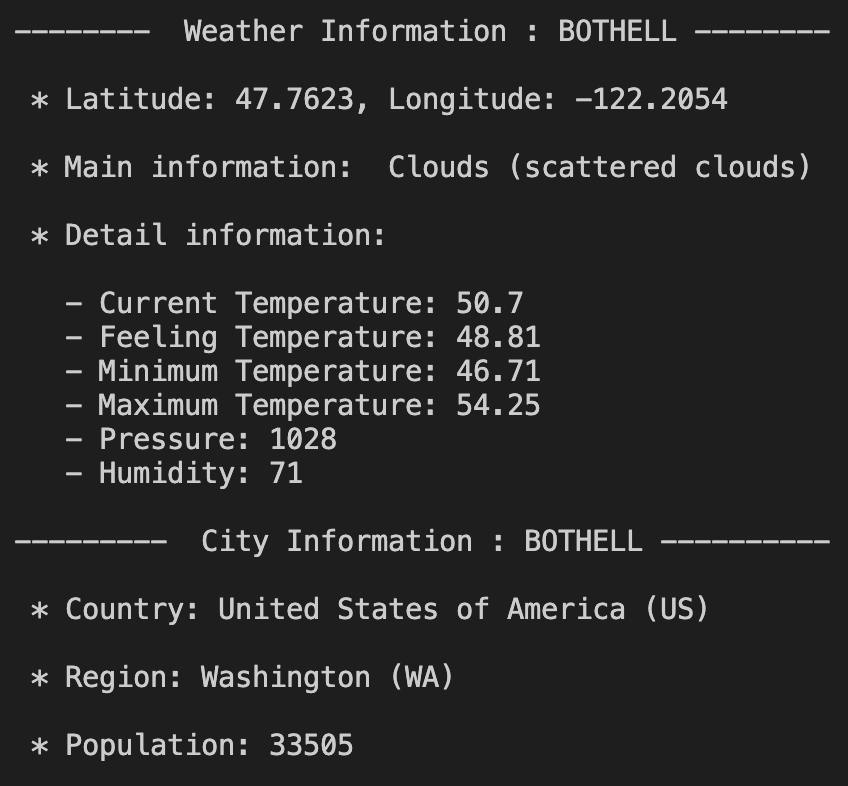 --------  Weather Information : BOTHELL --------
* Latitude: 47.7623, Longitude: -122.2054
* Main information:  Clouds (scattered clouds)
* Detail information:
- Current Temperature: 50.7
- Feeling Temperature: 48.81
- Minimum Temperature: 46.71
- Maximum Temperature: 54.25
- Pressure: 1028
- Humidity: 71
---------  City Information : BOTHELL ----------
* Country: United States of America (US)
* Region: Washington (WA)
* Population: 33505